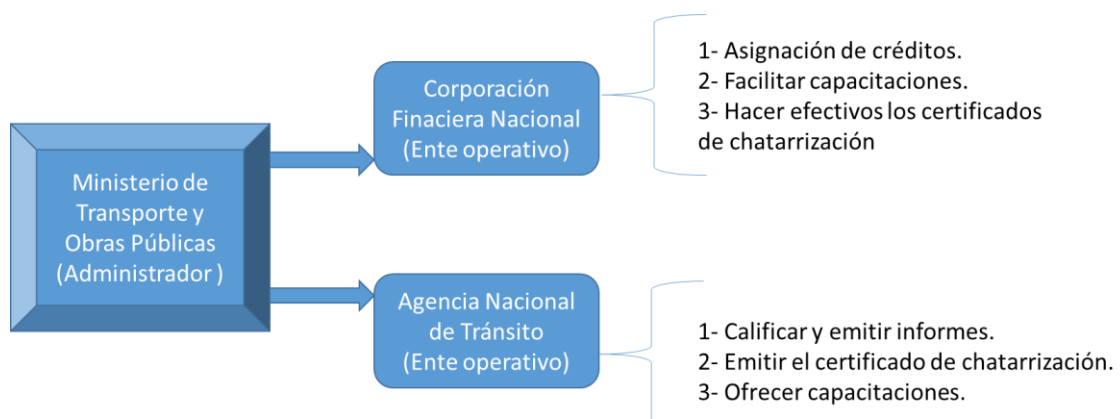 Ministerio de
Transporte y
Obras Públicas
(Administrador )
Corporación
Finaciera Nacional
(Ente operativo)
1- Asignación de créditos.
2- Facilitar capacitaciones.
3- Hacer efectivos los certificados
de chatarrización
Agencia Nacional
de Tránsito
(Ente operativo)
1- Calificar y emitir informes.
2- Emitir el certificado de chatarrización.
3- Ofrecer capacitaciones.